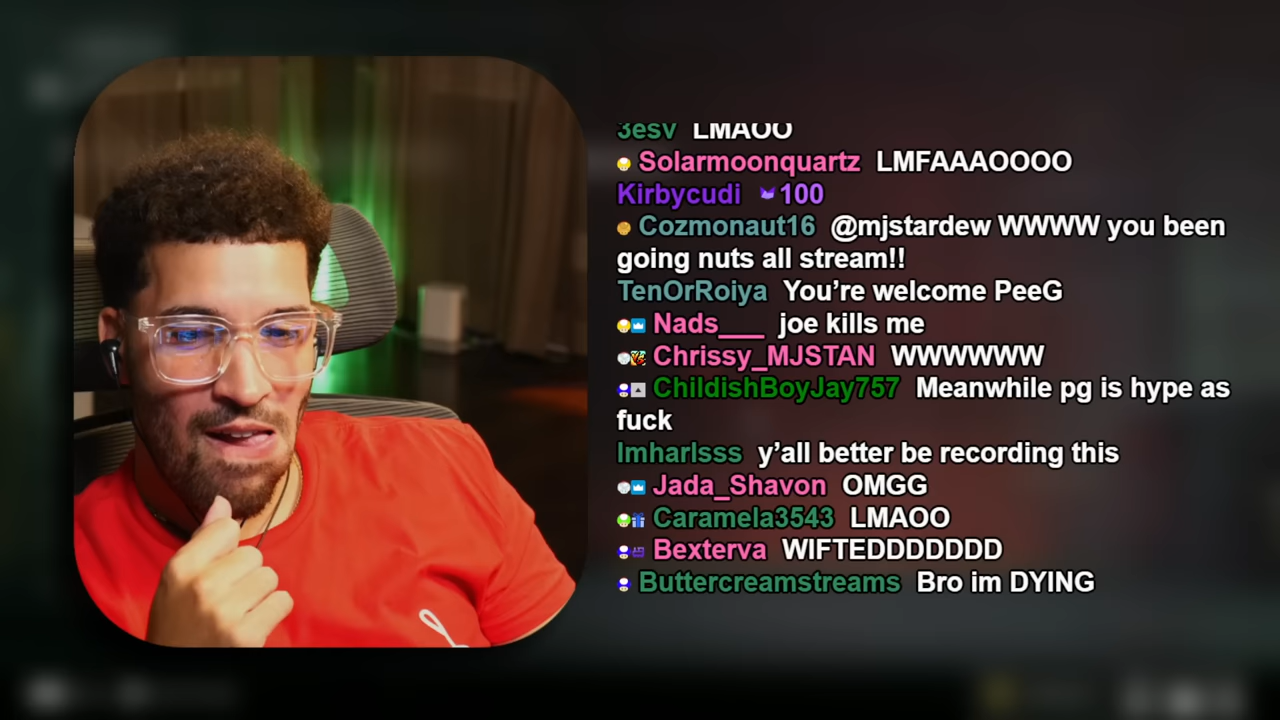 3esv LMAOO
Solarmoonquartz LMFAAAOOOO
Kirbycudi 100
Cozmonaut16 @mjstardew WWWW you been
going nuts all stream!!
TenOrRoiya You’re welcome PeeG
Nads___ joe kills me
Chrissy_MJSTAN WWWWWW
ChildishBoyJay757 Meanwhile pg is hype as
fuck
lmharlsss y’all better be recording this
Jada_Shavon OMGG
Caramela3543 LMAOO
Bexterva WIFTEDDDDDDD
Buttercreamstreams Bro im DYING